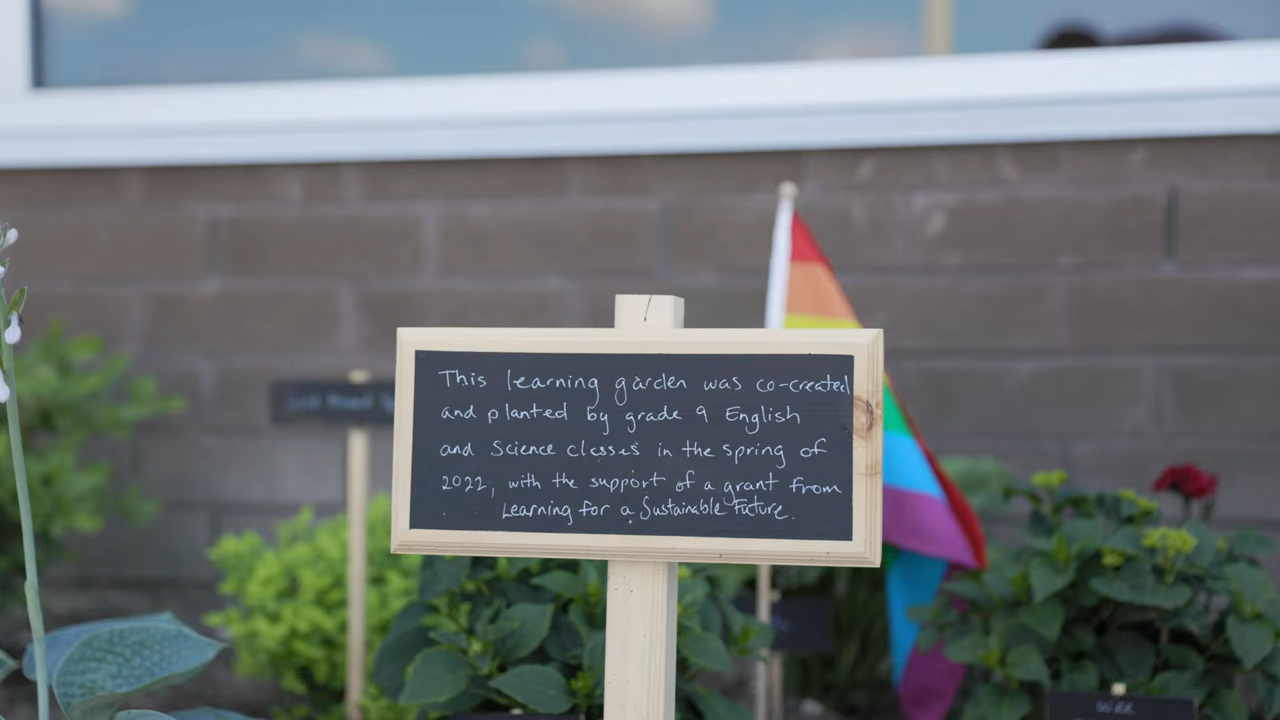 This learning garden was co-created
and planted by grade 9 English
and Science classes in the spring of
2022, with the support of a grant from
Learning for a Sustainable Future.